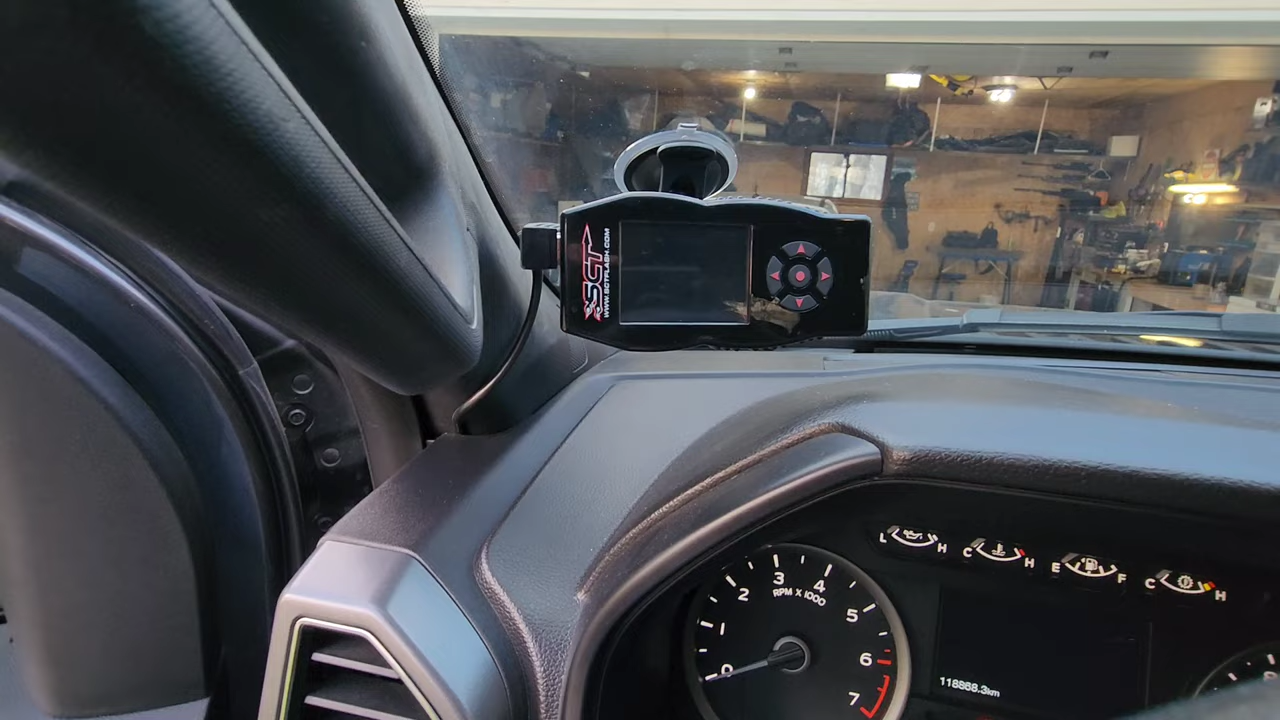 SCT
WWW.SCTFLASH.COM
L H
C H
E F
C H
0 1 2 3 4 5 6 7
RPM X 1000
118868.3km